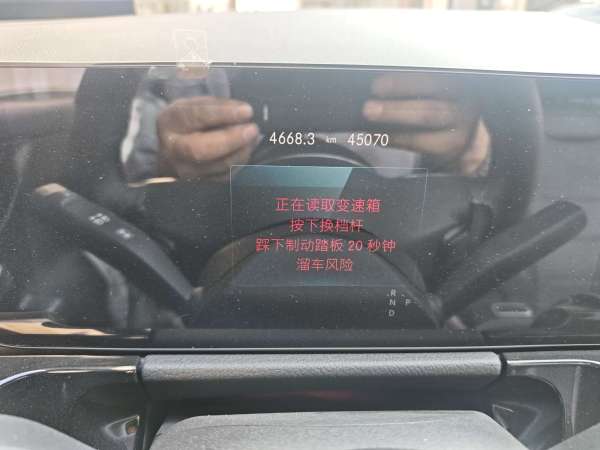 4668.3 km 45070
正在读取变速箱
按下换档杆
踩下制动踏板 20 秒钟
溜车风险
R
N P
D